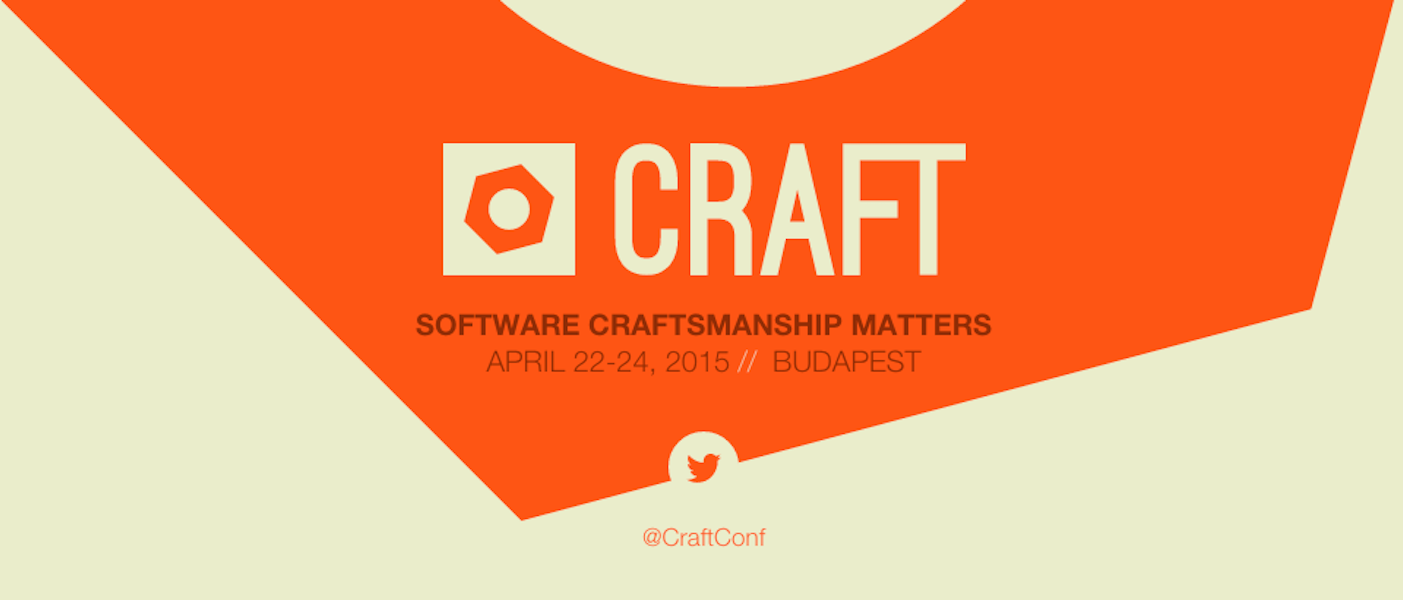 CRAFT
SOFTWARE CRAFTSMANSHIP MATTERS
APRIL 22-24, 2015 // BUDAPEST
@CraftConf